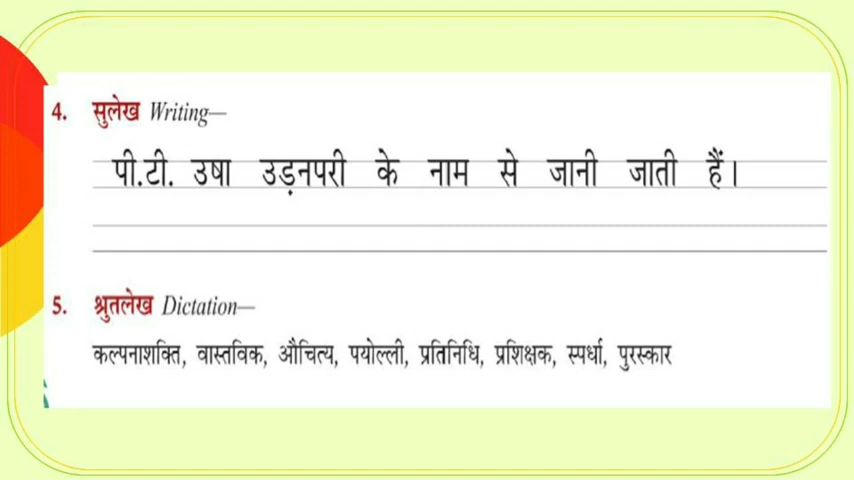 4. सुलेख Writing—
पी.टी. उषा उड़नपरी के नाम से जानी जाती हैं।
5. श्रुतलेख Dictation—
कल्पनाशक्ति, वास्तविक, औचित्य, पयोल्ली, प्रतिनिधि, प्रशिक्षक, स्पर्धा, पुरस्कार